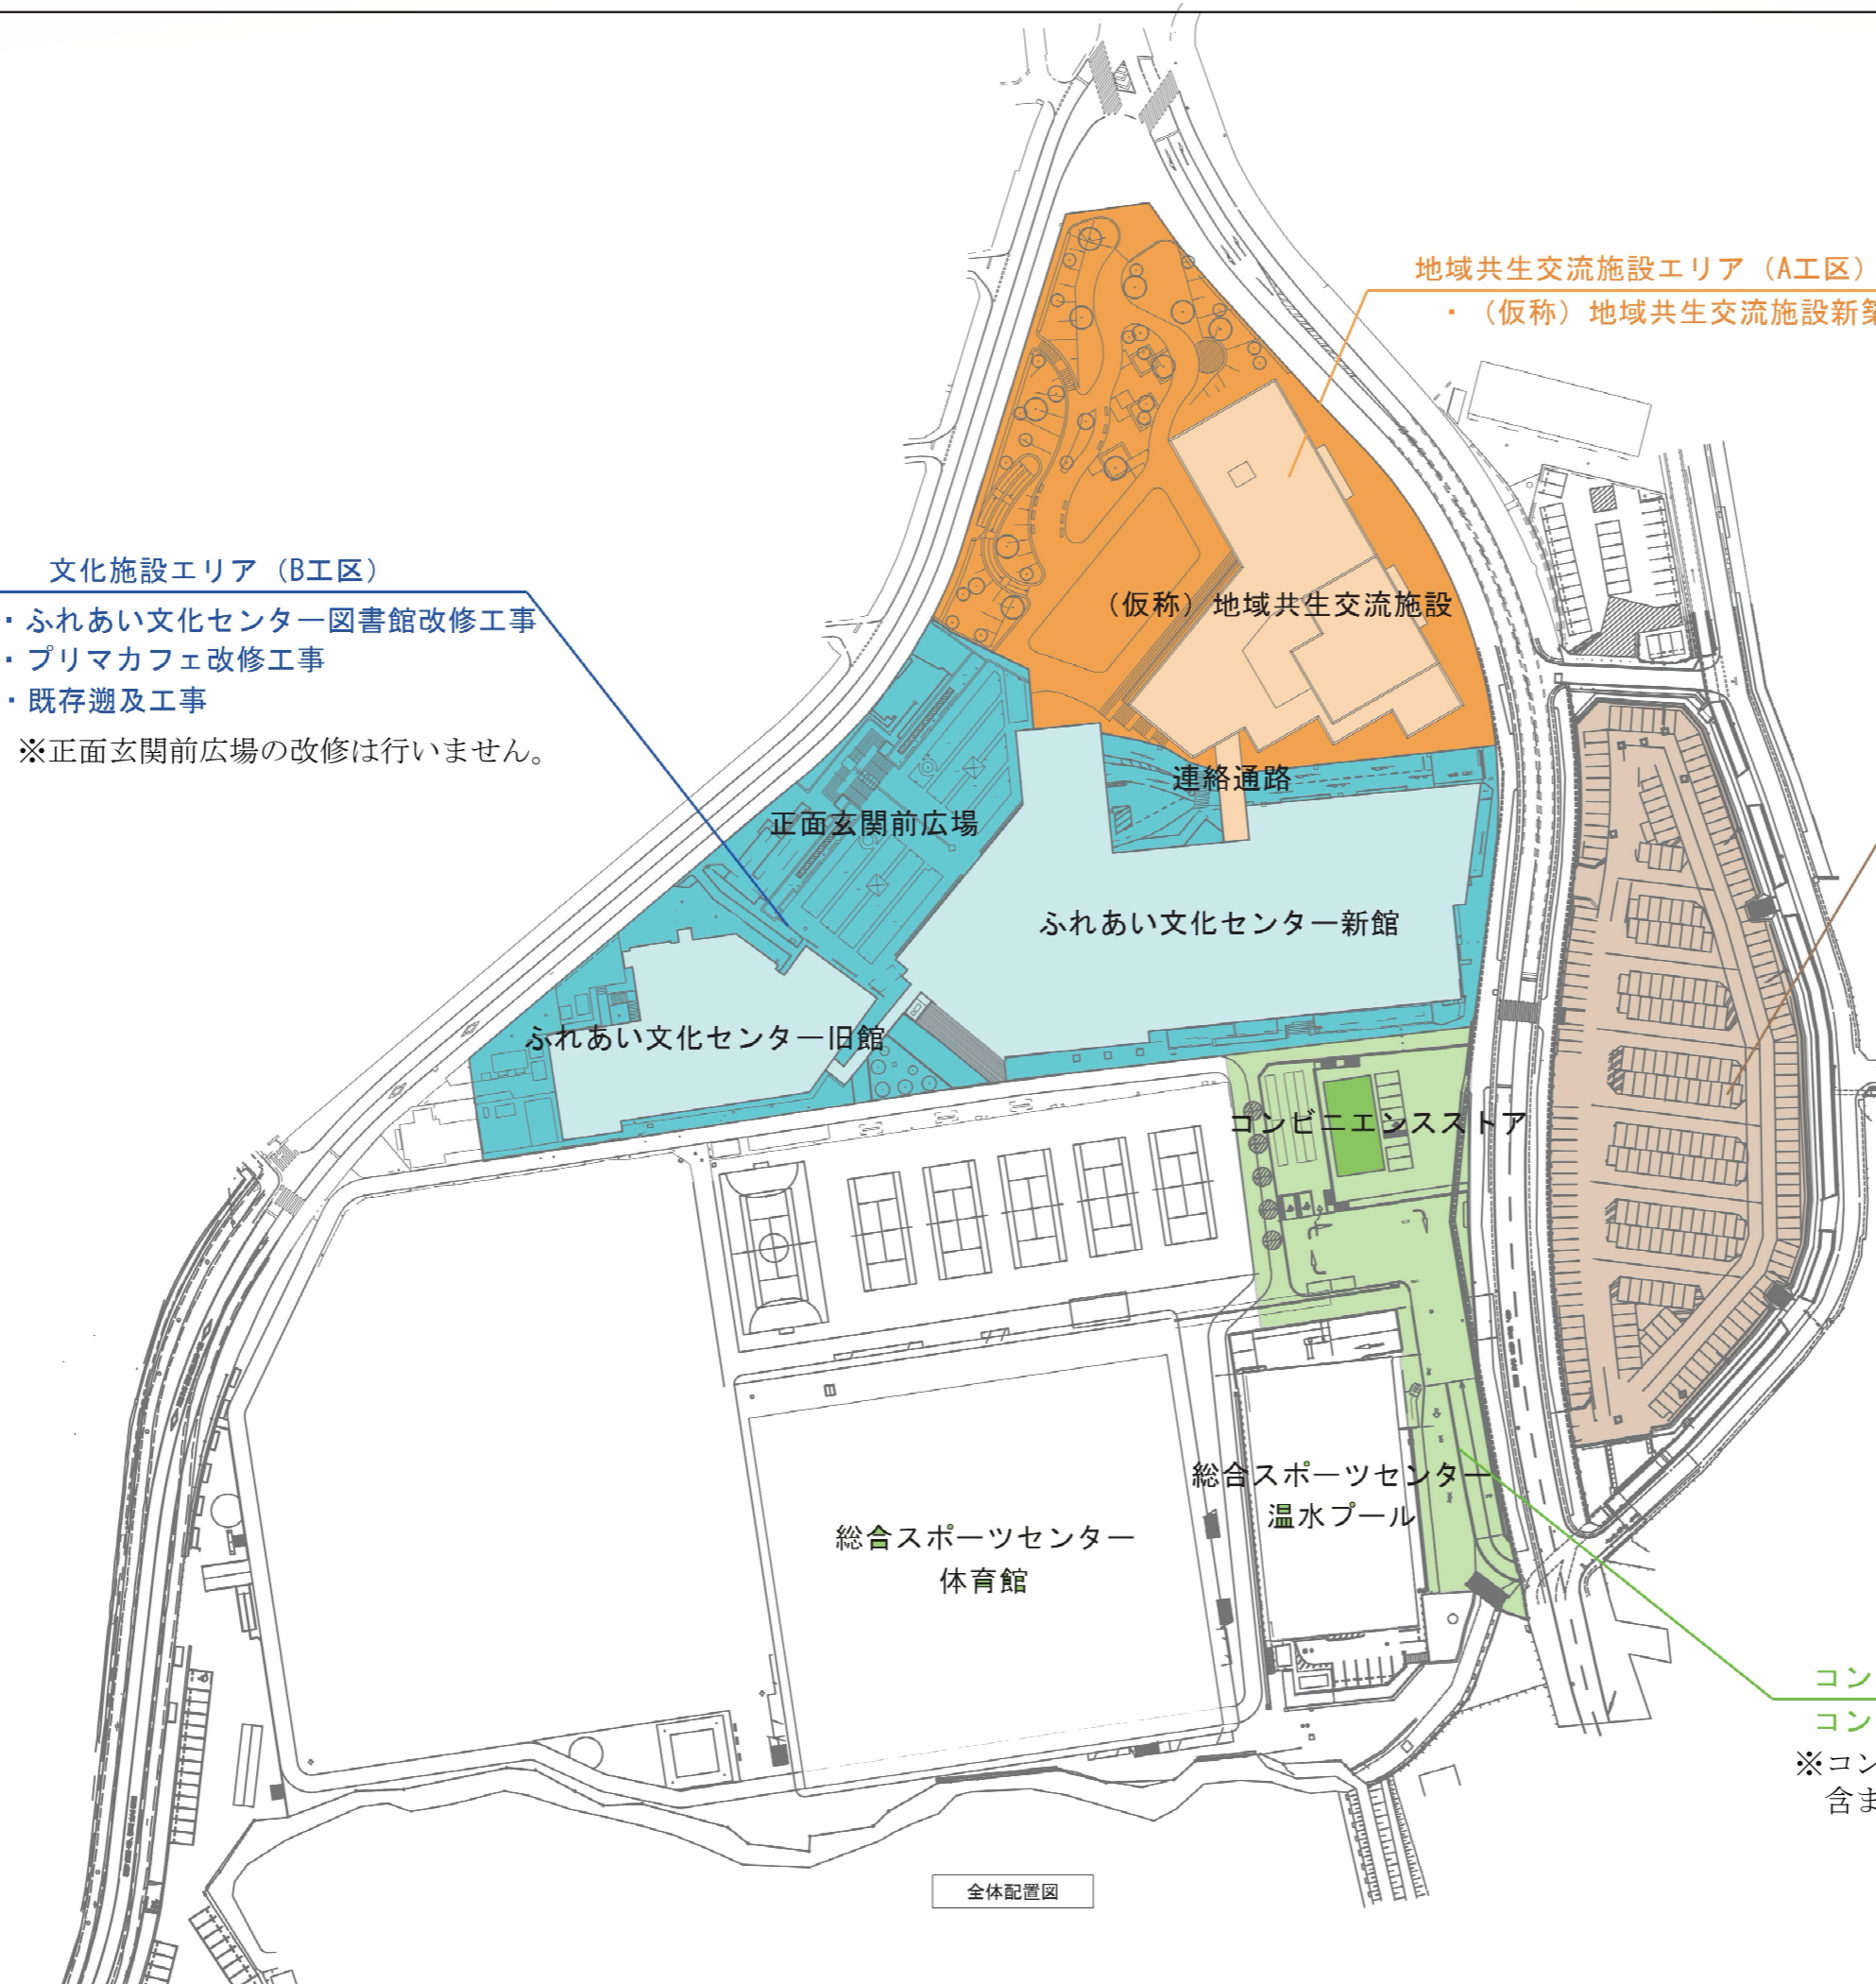 地域共生交流施設エリア（A工区）
・（仮称）地域共生交流施設新築
文化施設エリア（B工区）
・ふれあい文化センター図書館改修工事
・プリマカフェ改修工事
・既存遡及工事
※正面玄関前広場の改修は行いません。
（仮称）地域共生交流施設
連絡通路
正面玄関前広場
ふれあい文化センター新館
ふれあい文化センター旧館
コンビニエンスストア
総合スポーツセンター
温水プール
総合スポーツセンター
体育館
コン
コン
※コン
含ま
全体配置図